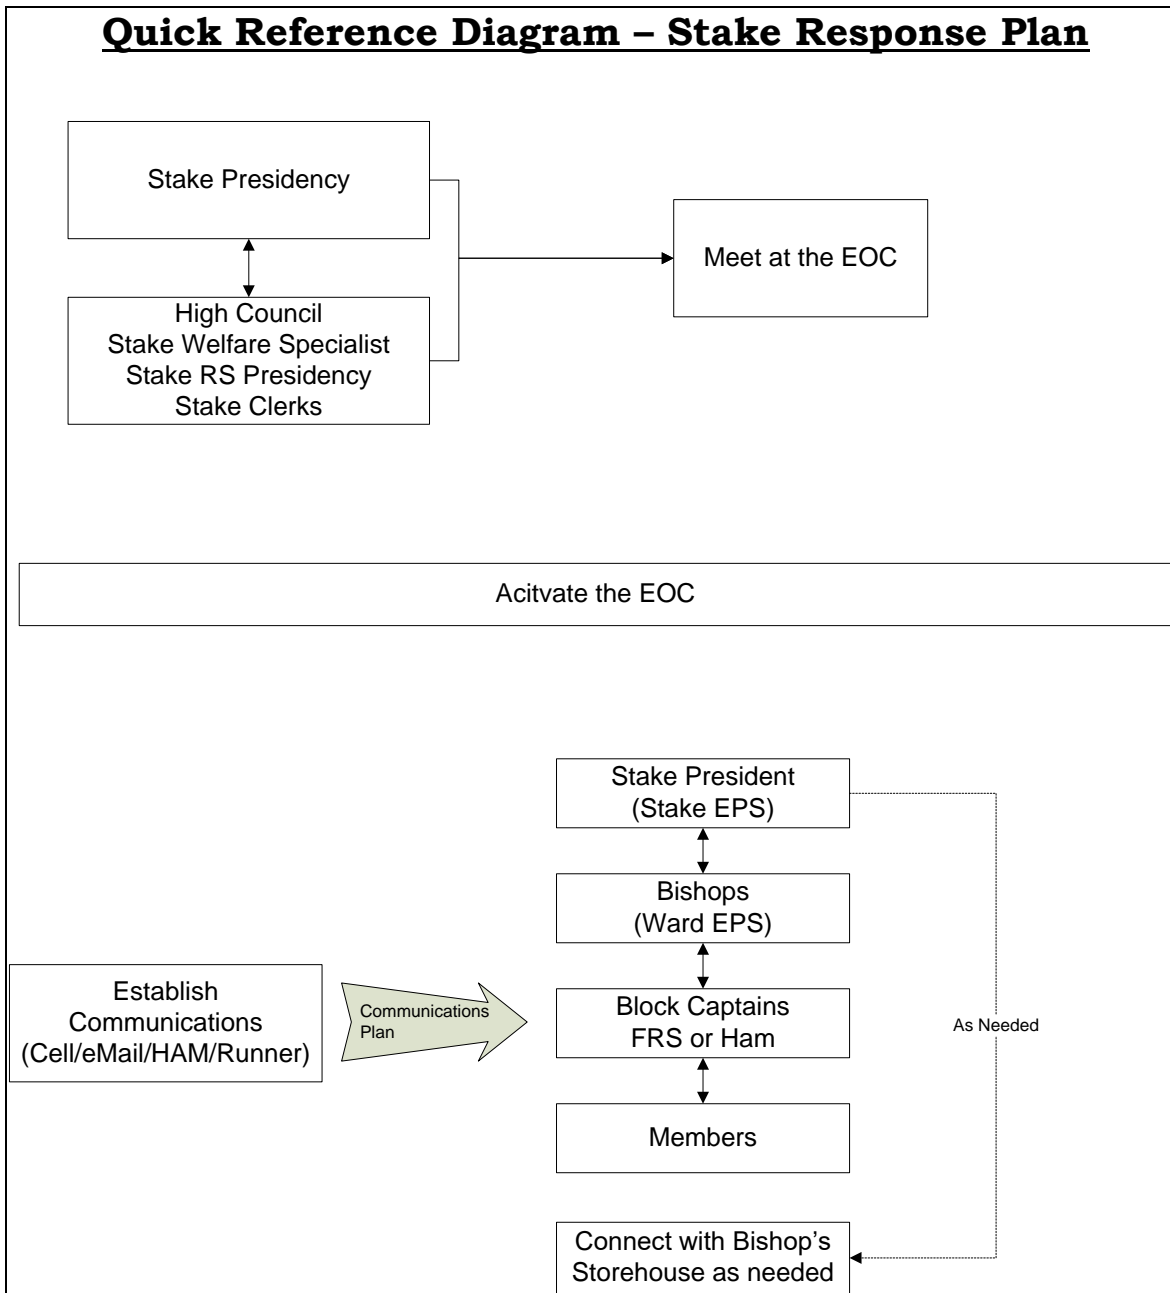 Quick Reference Diagram – Stake Response Plan
Stake Presidency
Meet at the EOC
High Council
Stake Welfare Specialist
Stake RS Presidency
Stake Clerks
Acitvate the EOC
Stake President
(Stake EPS)
Bishops
(Ward EPS)
Establish
Communications
(Cell/eMail/HAM/Runner)
Communications
Plan
Block Captains
FRS or Ham
As Needed
Members
Connect with Bishop's
Storehouse as needed